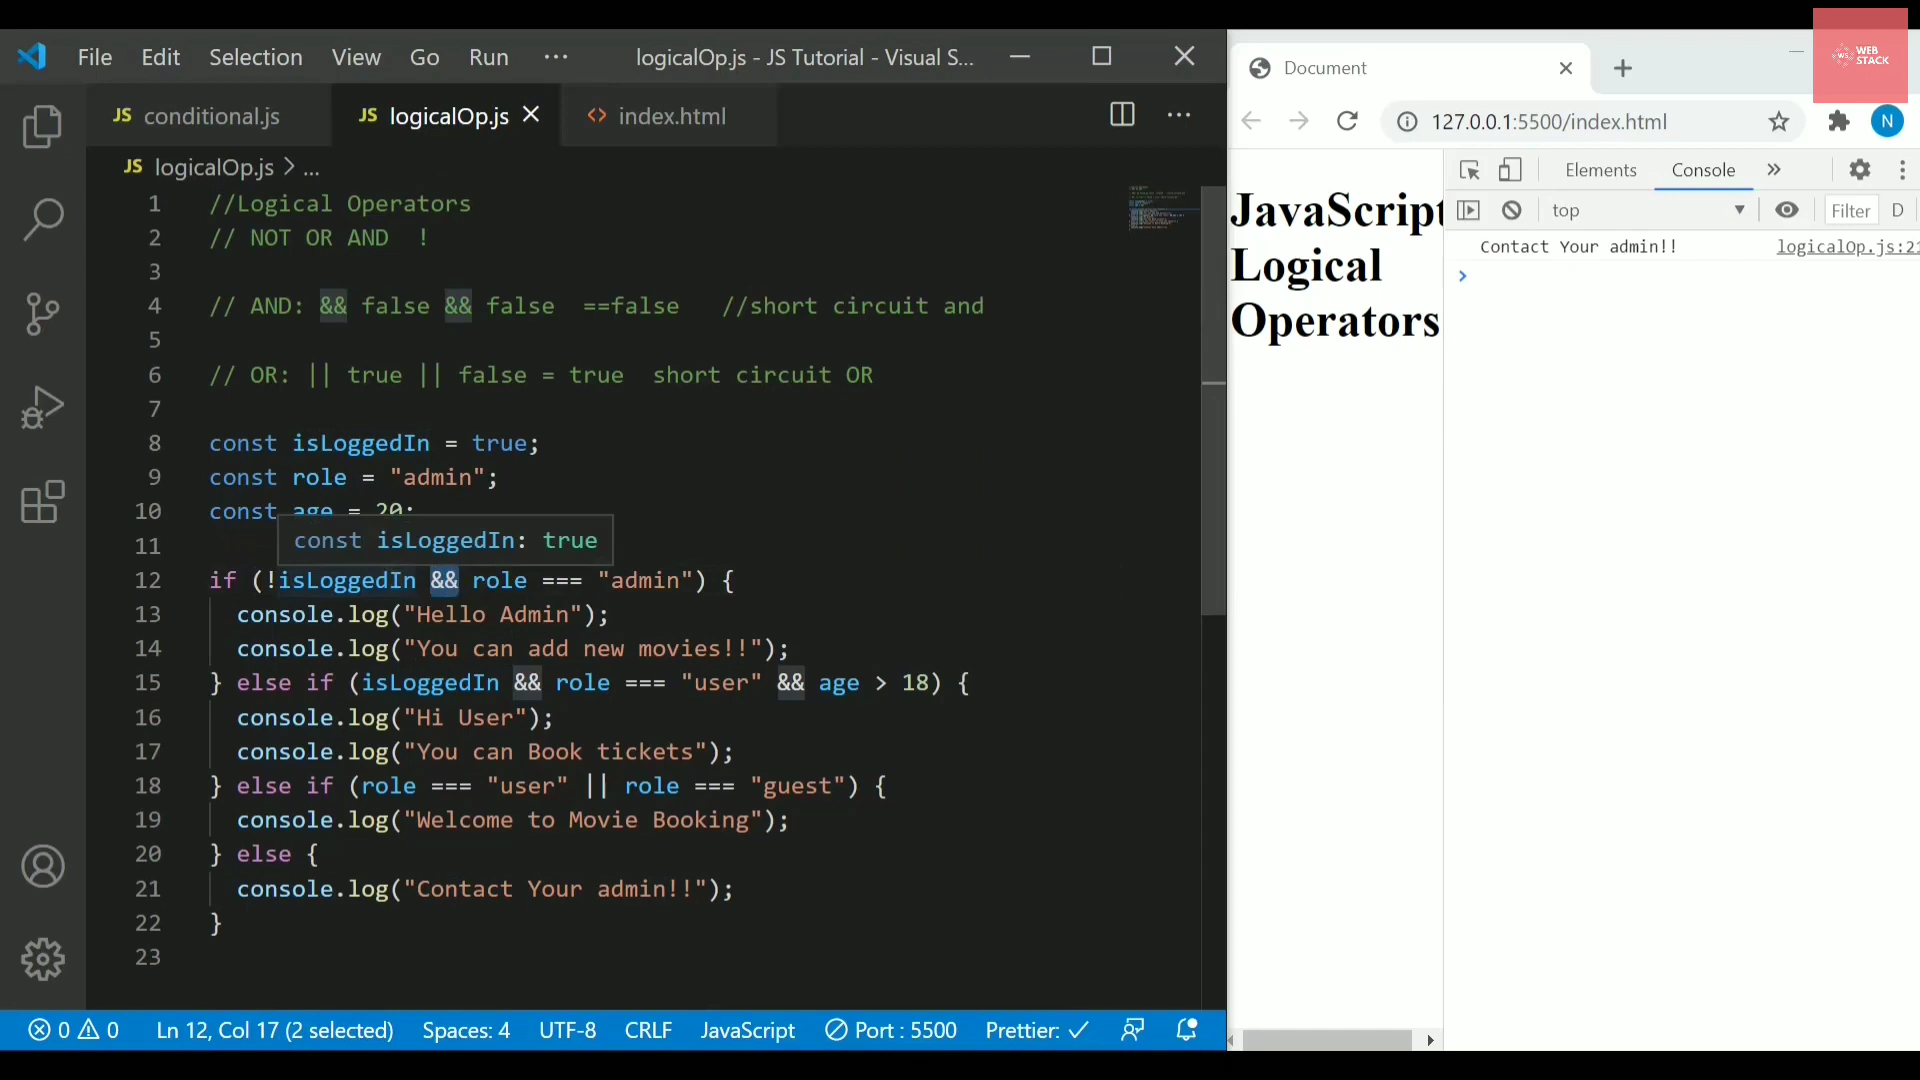 File Edit Selection View Go Run ··· logicalOp.js - JS Tutorial - Visual S...
JS conditional.js JS logicalOp.js index.html
JS logicalOp.js > ...
1 //Logical Operators
2 // NOT OR AND !
3
4 // AND: && false && false ==false //short circuit and
5
6 // OR: || true || false = true short circuit OR
7
8 const isLoggedIn = true;
9 const role = "admin";
10 const age = 20;
const isLoggedIn: true
11
12 if (!isLoggedIn && role === "admin") {
13 console.log("Hello Admin");
14 console.log("You can add new movies!!");
15 } else if (isLoggedIn && role === "user" && age > 18) {
16 console.log("Hi User");
17 console.log("You can Book tickets");
18 } else if (role === "user" || role === "guest") {
19 console.log("Welcome to Movie Booking");
20 } else {
21 console.log("Contact Your admin!!");
22 }
23
0 0 Ln 12, Col 17 (2 selected) Spaces: 4 UTF-8 CRLF JavaScript Port : 5500 Prettier: ✓
Document
WS WEB
STACK
127.0.0.1:5500/index.html
N
JavaScript
Logical
Operators
Elements Console »
top Filter D
Contact Your admin!! logicalOp.js:21
>